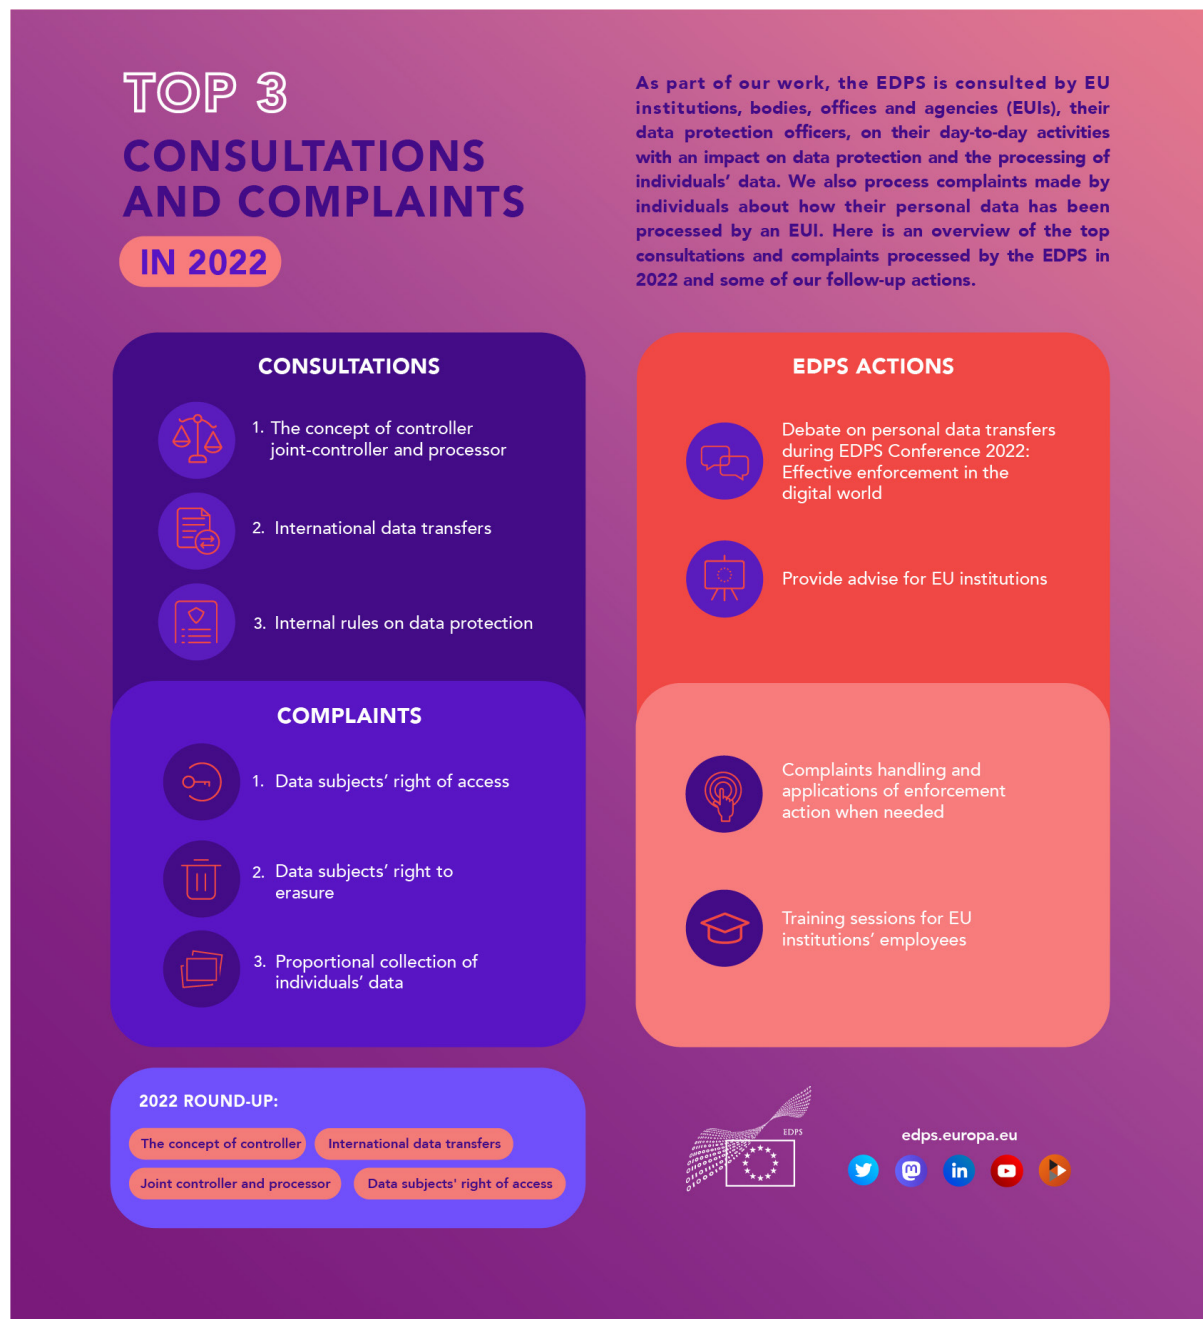 TOP 3
CONSULTATIONS
AND COMPLAINTS
IN 2022
As part of our work, the EDPS is consulted by EU
institutions, bodies, offices and agencies (EUIs), their
data protection officers, on their day-to-day activities
with an impact on data protection and the processing of
individuals' data. We also process complaints made by
individuals about how their personal data has been
processed by an EUI. Here is an overview of the top
consultations and complaints processed by the EDPS in
2022 and some of our follow-up actions.
CONSULTATIONS
1. The concept of controller
joint-controller and processor
2. International data transfers
3. Internal rules on data protection
EDPS ACTIONS
Debate on personal data transfers
during EDPS Conference 2022:
Effective enforcement in the
digital world
Provide advise for EU institutions
COMPLAINTS
1. Data subjects' right of access
2. Data subjects' right to
erasure
3. Proportional collection of
individuals' data
Complaints handling and
applications of enforcement
action when needed
Training sessions for EU
institutions' employees
2022 ROUND-UP:
The concept of controller
International data transfers
Joint controller and processor
Data subjects' right of access
EDPS
edps.europa.eu